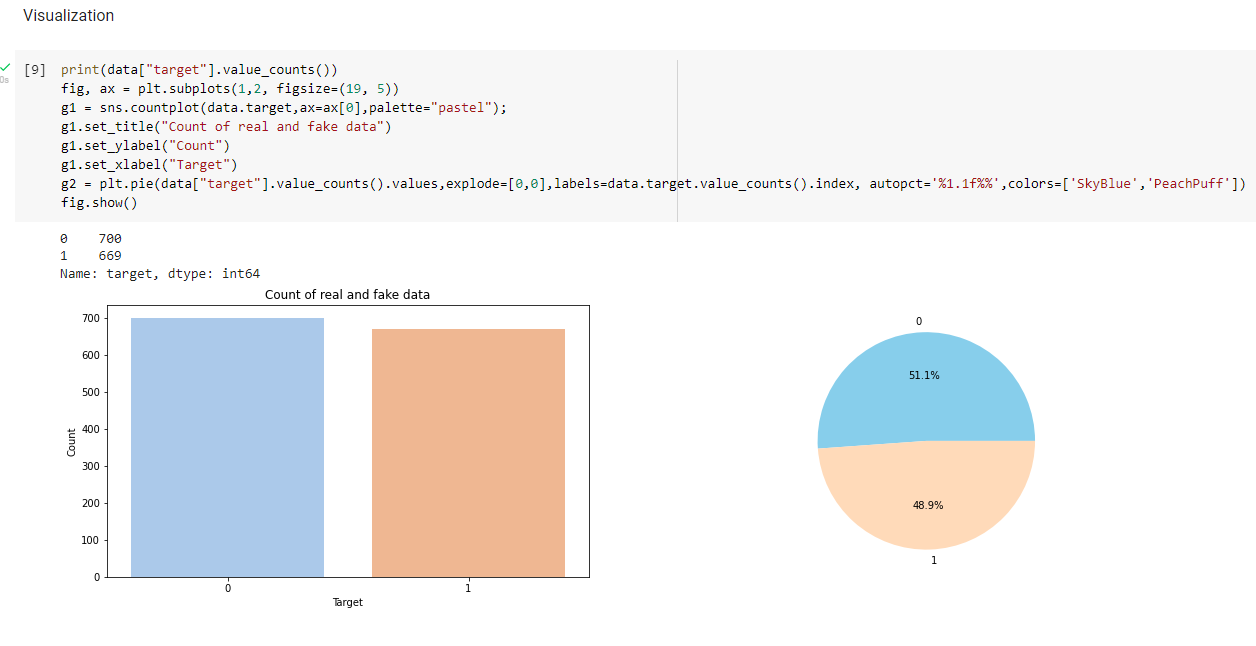 Visualization
[9] print(data["target"].value_counts())
fig, ax = plt.subplots(1,2, figsize=(19, 5))
g1 = sns.countplot(data.target,ax=ax[0],palette="pastel");
g1.set_title("Count of real and fake data")
g1.set_ylabel("Count")
g1.set_xlabel("Target")
g2 = plt.pie(data["target"].value_counts().values,explode=[0,0],labels=data.target.value_counts().index, autopct='%1.1f%%',colors=['SkyBlue','PeachPuff'])
fig.show()
0s
0 700
1 669
Name: target, dtype: int64
Count of real and fake data
700
600
500
400
300
200
100
0
Count
0 1
Target
0
51.1%
48.9%
1